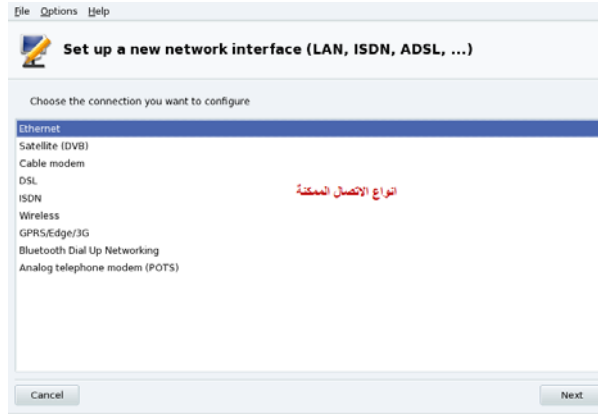 File Options Help
Set up a new network interface (LAN, ISDN, ADSL, ...)
Choose the connection you want to configure
Ethernet
Satellite (DVB)
Cable modem
DSL
ISDN
انواع الاتصال الممكنة
Wireless
GPRS/Edge/3G
Bluetooth Dial Up Networking
Analog telephone modem (POTS)
Cancel Next